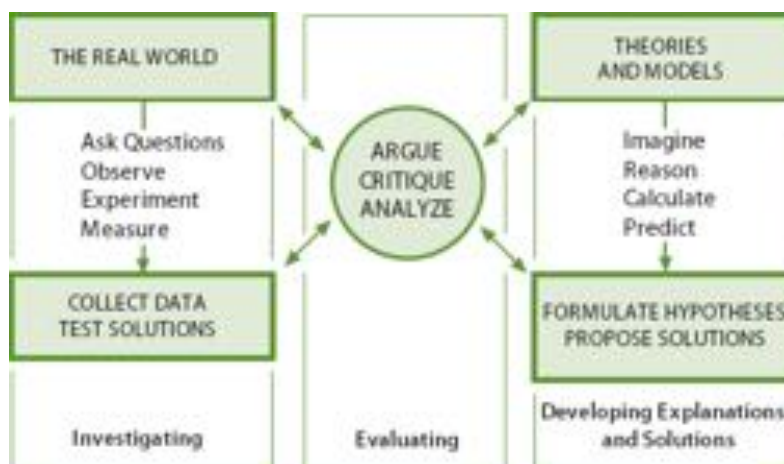 THE REAL WORLD
Ask Questions
Observe
Experiment
Measure
COLLECT DATA
TEST SOLUTIONS
Investigating
ARGUE
CRITIQUE
ANALYZE
Evaluating
THEORIES
AND MODELS
Imagine
Reason
Calculate
Predict
FORMULATE HYPOTHESES
PROPOSE SOLUTIONS
Developing Explanations
and Solutions